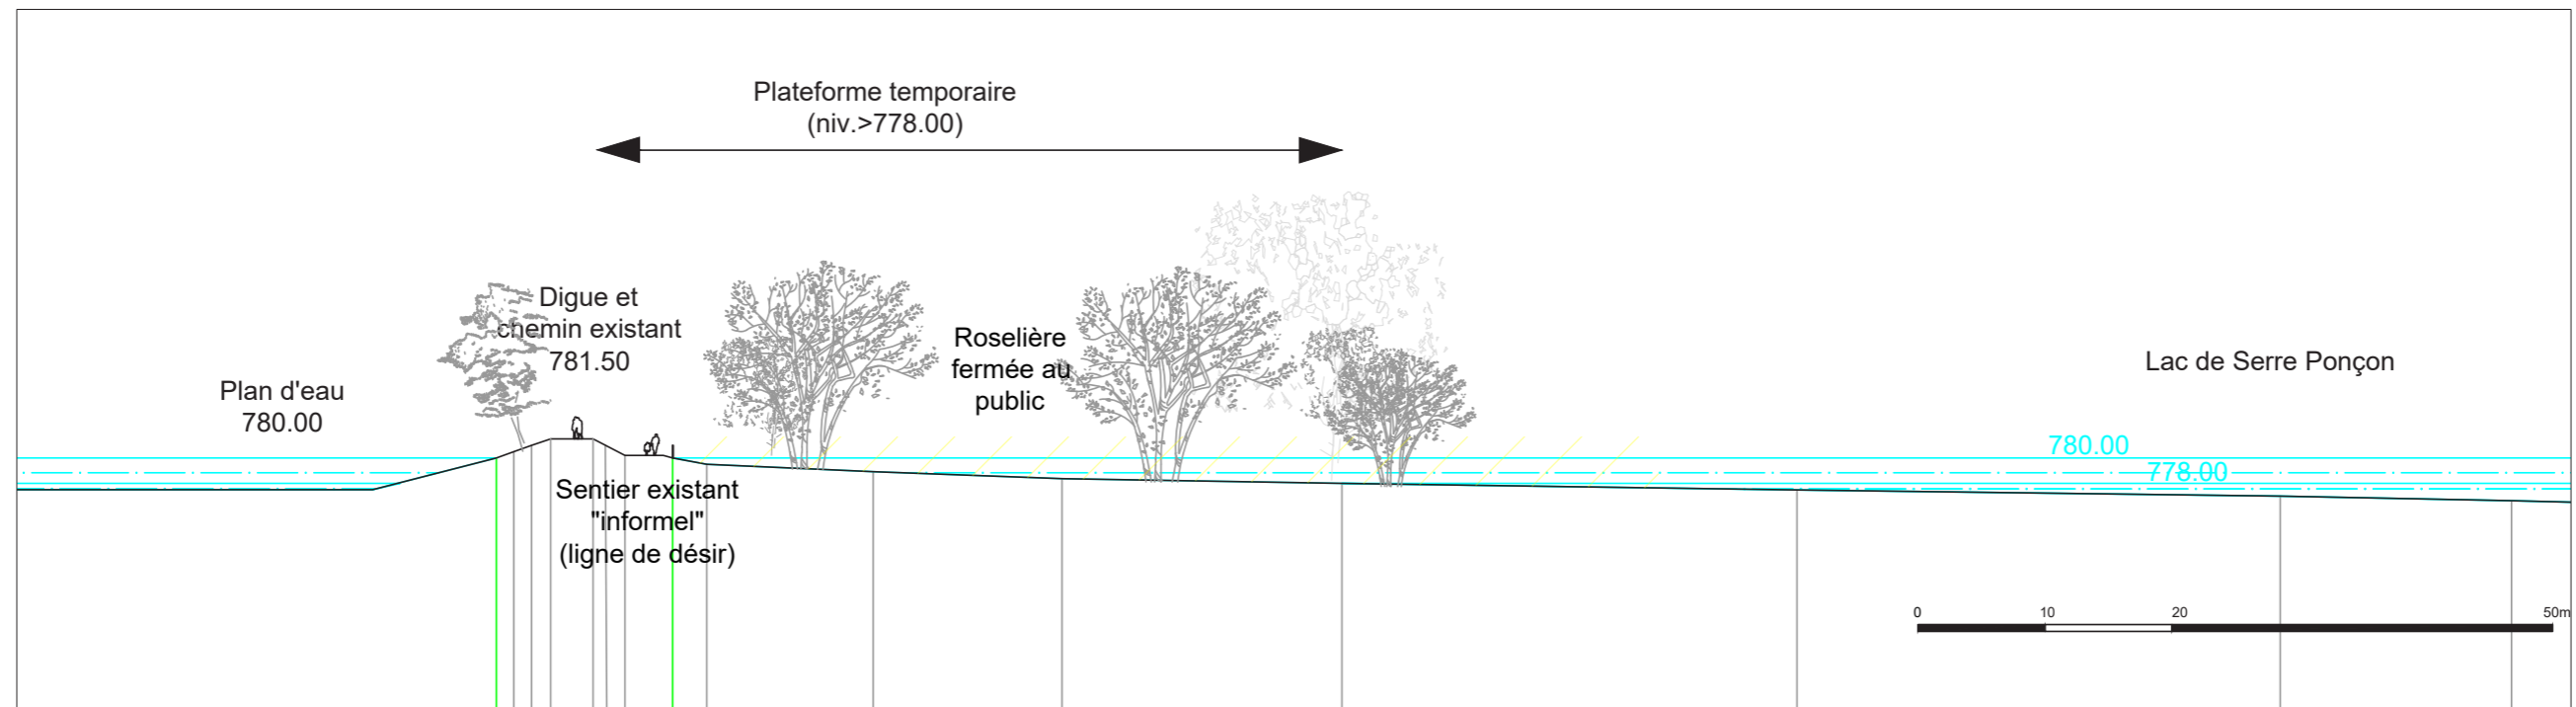 Plateforme temporaire
(niv.>778.00)
Digue et
chemin existant
781.50
Plan d'eau
780.00
Roselière
fermée au
public
Lac de Serre Ponçon
780.00
778.00
Sentier existant
"informel"
(ligne de désir)
0 10 20 50m